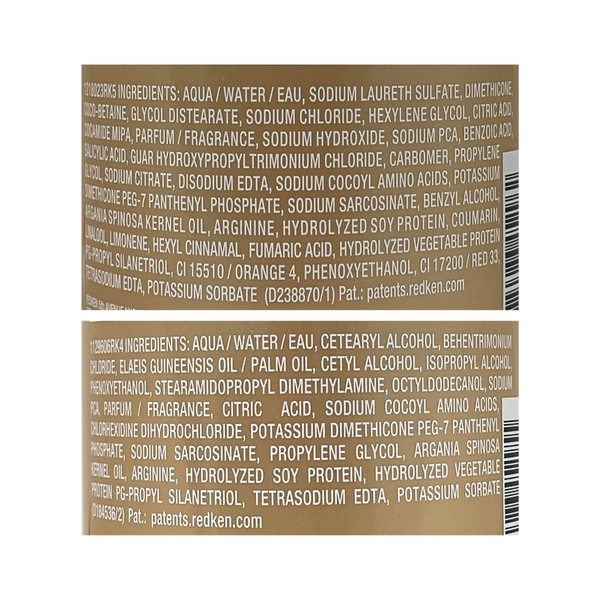 1218023RK5 INGREDIENTS: AQUA / WATER / EAU, SODIUM LAURETH SULFATE, DIMETHICONE,
COCO-BETAINE, GLYCOL DISTEARATE, SODIUM CHLORIDE, HEXYLENE GLYCOL, CITRIC ACID,
COCAMIDE MIPA, PARFUM / FRAGRANCE, SODIUM HYDROXIDE, SODIUM PCA, BENZOIC ACID,
SALICYLIC ACID, GUAR HYDROXYPROPYLTRIMONIUM CHLORIDE, CARBOMER, PROPYLENE
GLYCOL, SODIUM CITRATE, DISODIUM EDTA, SODIUM COCOYL AMINO ACIDS, POTASSIUM
DIMETHICONE PEG-7 PANTHENYL PHOSPHATE, SODIUM SARCOSINATE, BENZYL ALCOHOL,
ARGANIA SPINOSA KERNEL OIL, ARGININE, HYDROLYZED SOY PROTEIN, COUMARIN,
LINALOOL, LIMONENE, HEXYL CINNAMAL, FUMARIC ACID, HYDROLYZED VEGETABLE PROTEIN
PG-PROPYL SILANETRIOL, CI 15510 / ORANGE 4, PHENOXYETHANOL, CI 17200 / RED 33,
TETRASODIUM EDTA, POTASSIUM SORBATE (D238870/1) Pat.: patents.redken.com
REDKEN 5th AVENUE
1129606RK4 INGREDIENTS: AQUA / WATER / EAU, CETEARYL ALCOHOL, BEHENTRIMONIUM
CHLORIDE, ELAEIS GUINEENSIS OIL / PALM OIL, CETYL ALCOHOL, ISOPROPYL ALCOHOL,
PHENOXYETHANOL, STEARAMIDOPROPYL DIMETHYLAMINE, OCTYLDODECANOL, SODIUM
PCA, PARFUM / FRAGRANCE, CITRIC ACID, SODIUM COCOYL AMINO ACIDS,
CHLORHEXIDINE DIHYDROCHLORIDE, POTASSIUM DIMETHICONE PEG-7 PANTHENYL
PHOSPHATE, SODIUM SARCOSINATE, PROPYLENE GLYCOL, ARGANIA SPINOSA
KERNEL OIL, ARGININE, HYDROLYZED SOY PROTEIN, HYDROLYZED VEGETABLE
PROTEIN PG-PROPYL SILANETRIOL, TETRASODIUM EDTA, POTASSIUM SORBATE
(D184536/2) Pat.: patents.redken.com